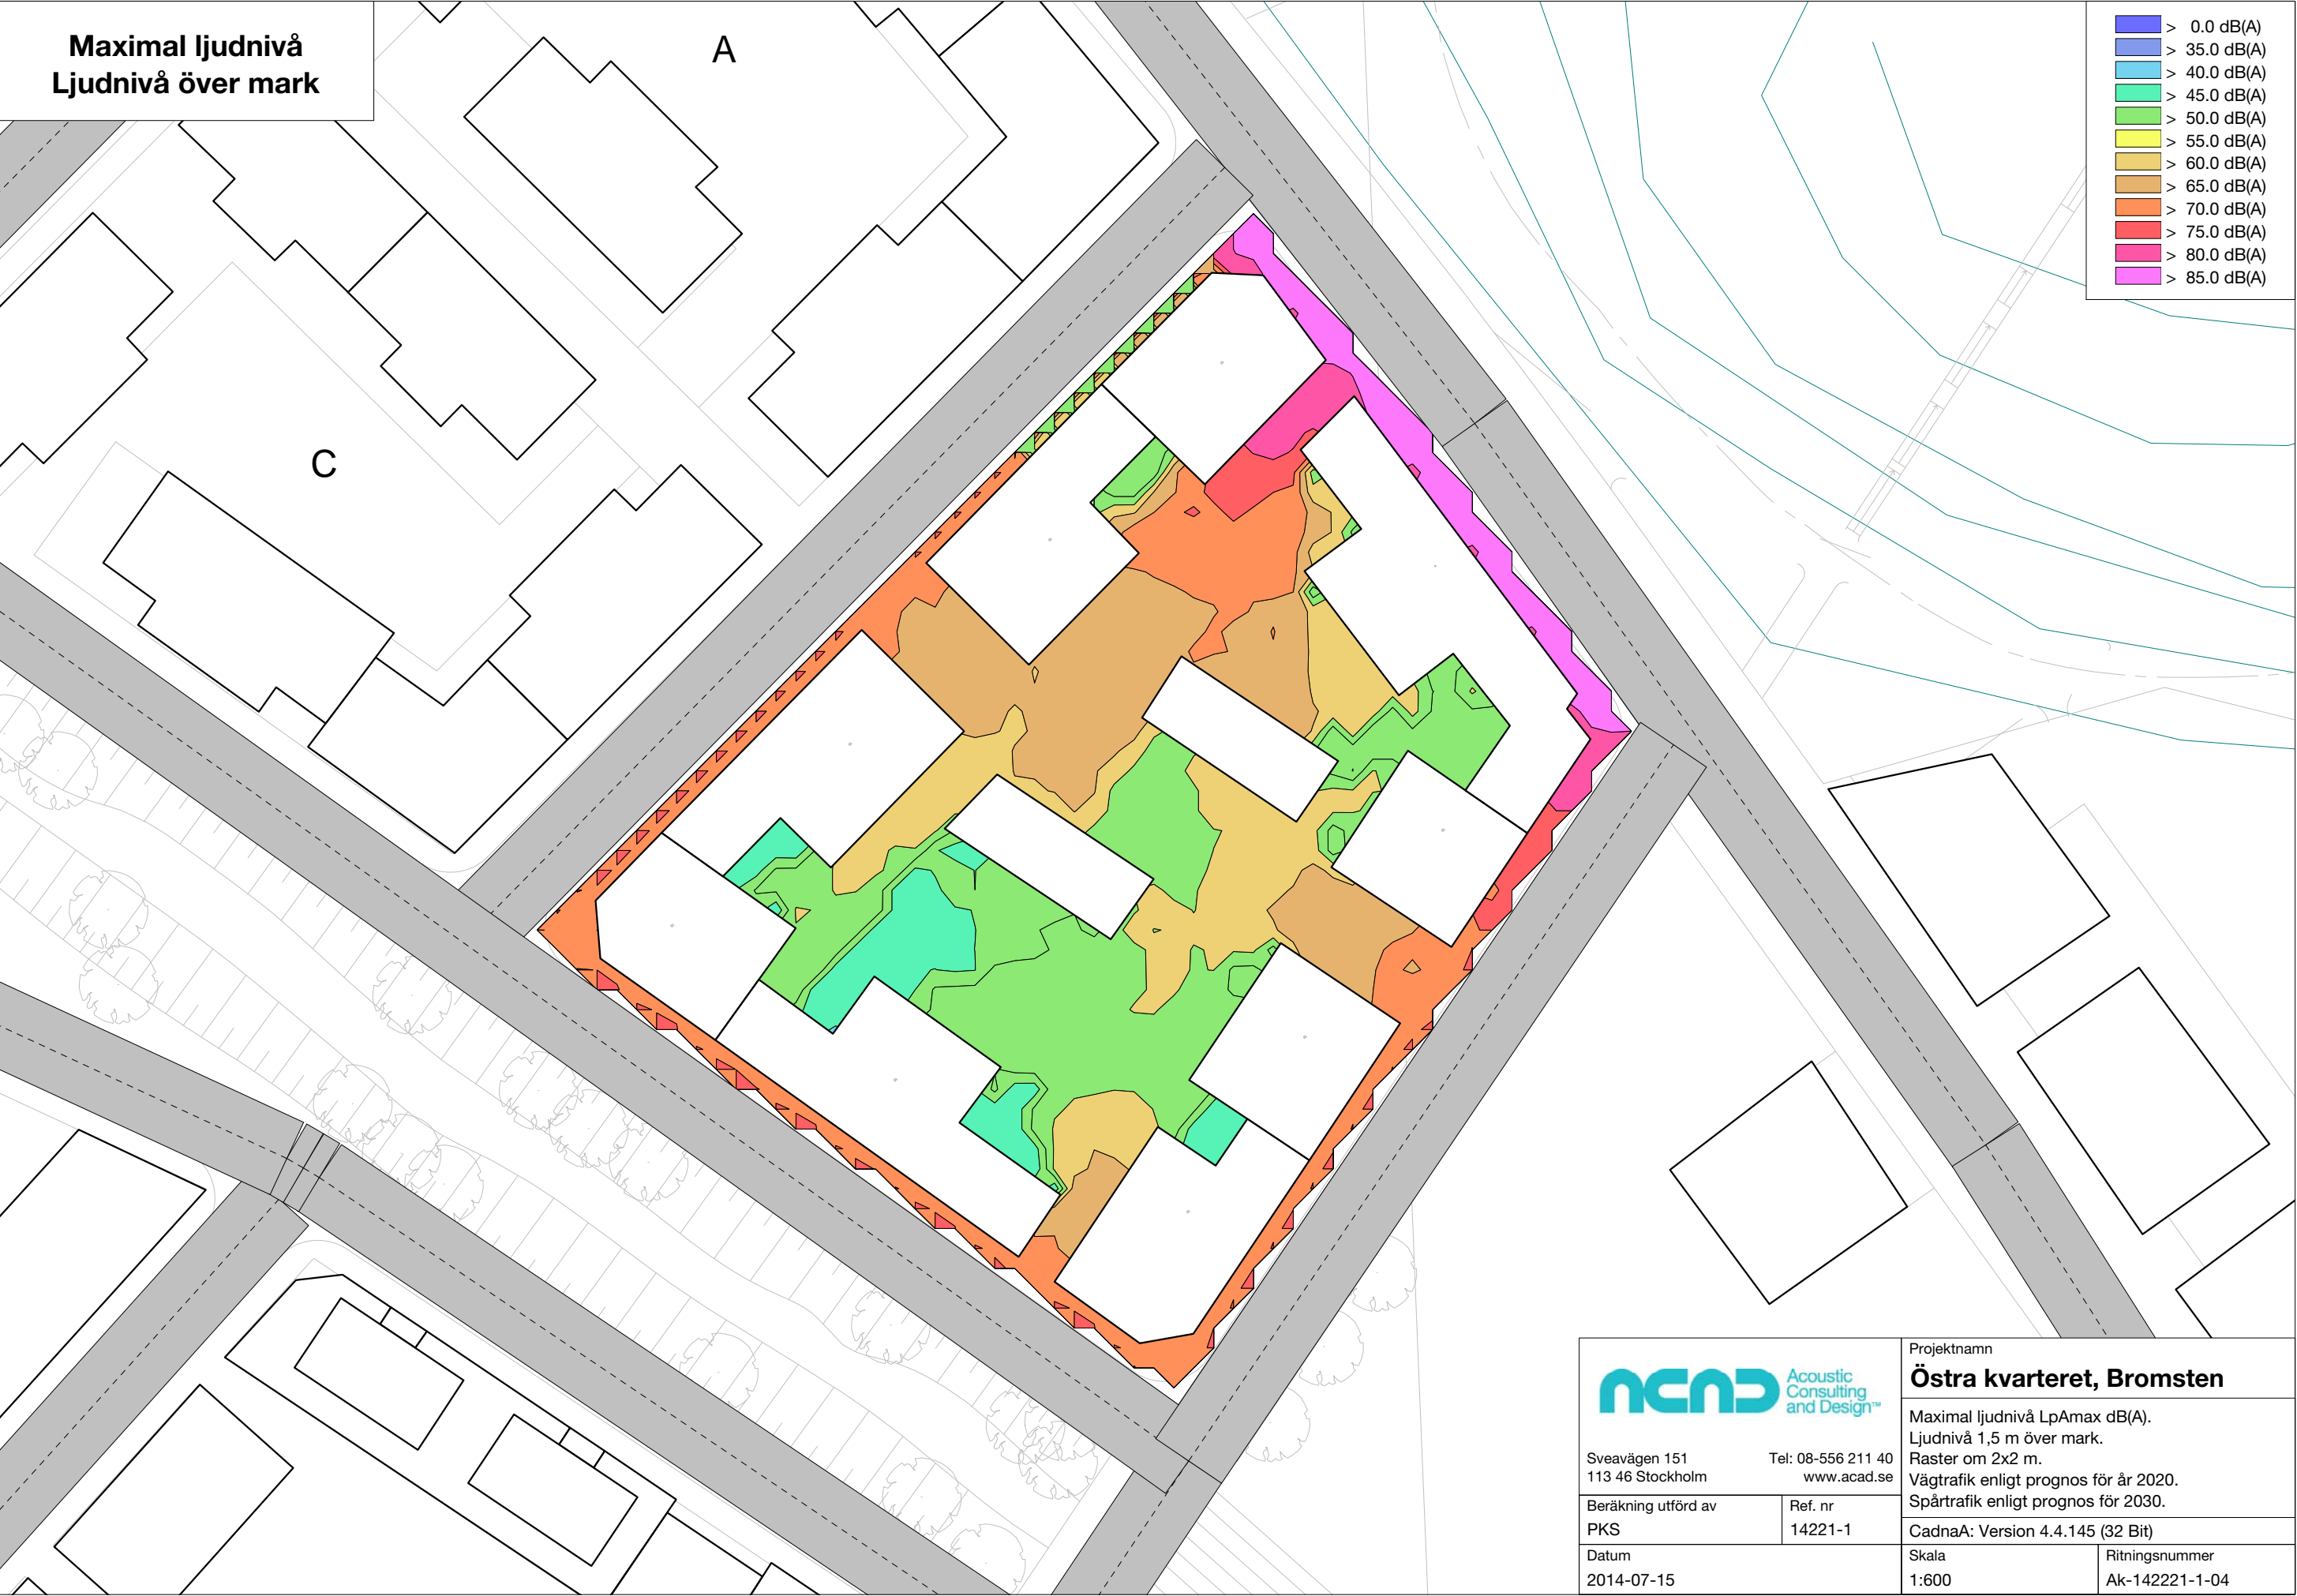 Maximal ljudnivå
Ljudnivå över mark
A
C
> 0.0 dB(A)
> 35.0 dB(A)
> 40.0 dB(A)
> 45.0 dB(A)
> 50.0 dB(A)
> 55.0 dB(A)
> 60.0 dB(A)
> 65.0 dB(A)
> 70.0 dB(A)
> 75.0 dB(A)
> 80.0 dB(A)
> 85.0 dB(A)
acad
Acoustic
Consulting
and Design™
Sveavägen 151
113 46 Stockholm
Tel: 08-556 211 40
www.acad.se
Beräkning utförd av
PKS
Ref. nr
14221-1
Datum
2014-07-15
Projektnamn
Östra kvarteret, Bromsten
Maximal ljudnivå LpAmax dB(A).
Ljudnivå 1,5 m över mark.
Raster om 2x2 m.
Vägtrafik enligt prognos för år 2020.
Spårtrafik enligt prognos för 2030.
CadnaA: Version 4.4.145 (32 Bit)
Skala
1:600
Ritningsnummer
Ak-142221-1-04